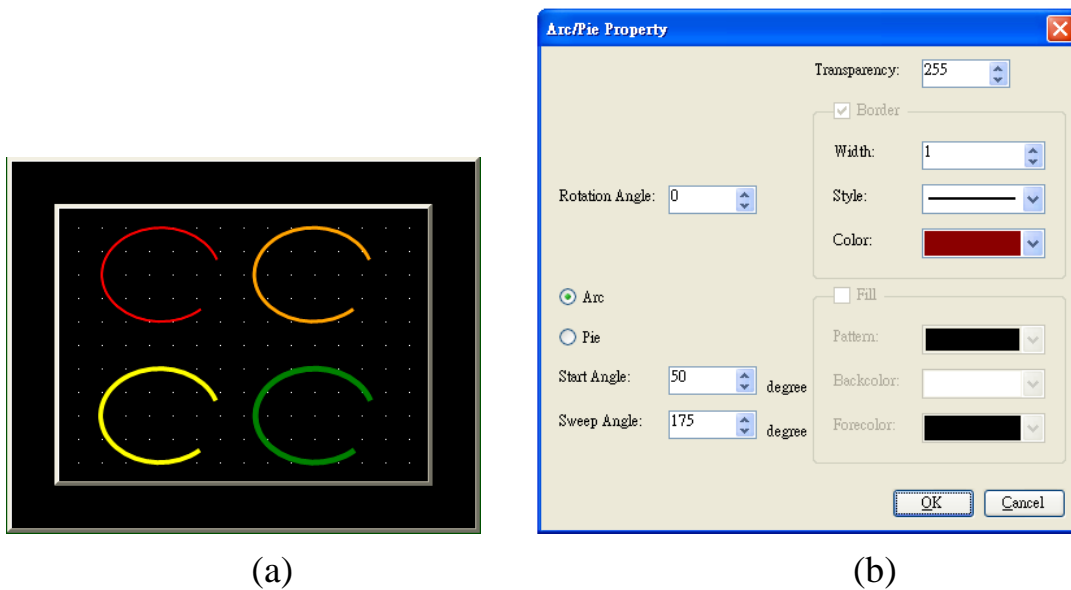 Arc/Pie Property
Transparency: 255
Border
Width: 1
Rotation Angle: 0
Style:
Color:
Arc
Fill
Pie
Pattern:
Start Angle: 50 degree
Backcolor:
Sweep Angle: 175 degree
Forecolor:
OK Cancel
(a) (b)